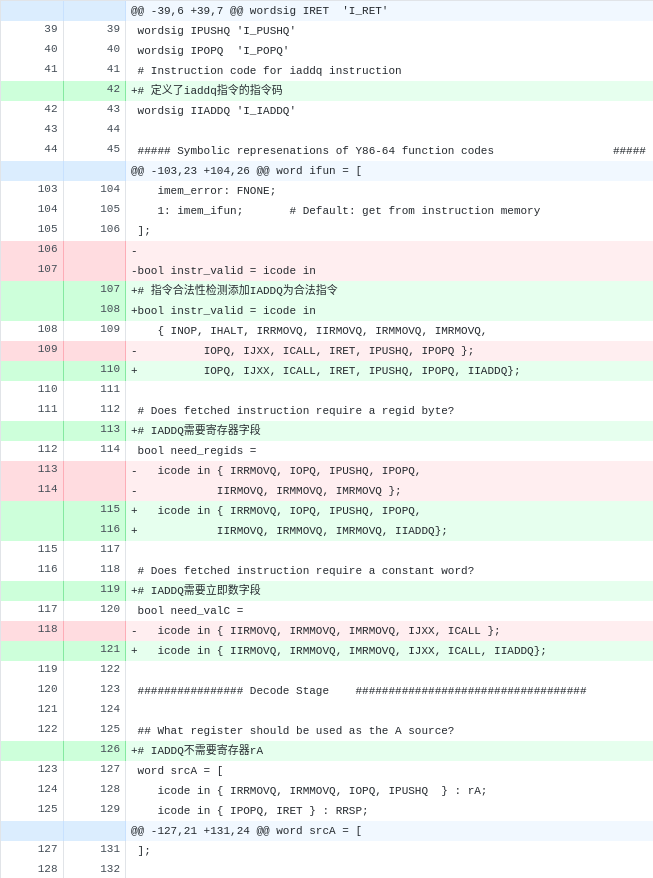 @@ -39,6 +39,7 @@ wordsig IRET  'I_RET'
39 39 wordsig IPUSHQ 'I_PUSHQ'
40 40 wordsig IPOPQ  'I_POPQ'
41 41 # Instruction code for iaddq instruction
42 +# 定义了iaddq指令的指令码
42 43 wordsig IIADDQ 'I_IADDQ'
43 44
44 45 ##### Symbolic represenations of Y86-64 function codes                  #####
@@ -103,23 +104,26 @@ word ifun = [
103 104 imem_error: FNONE;
104 105 1: imem_ifun;       # Default: get from instruction memory
105 106 ];
106 -
107 -bool instr_valid = icode in
107 +# 指令合法性检测添加IADDQ为合法指令
108 +bool instr_valid = icode in
108 109 { INOP, IHALT, IRRMOVQ, IIRMOVQ, IRMMOVQ, IMRMOVQ,
109 -          IOPQ, IJXX, ICALL, IRET, IPUSHQ, IPOPQ };
110 +          IOPQ, IJXX, ICALL, IRET, IPUSHQ, IPOPQ, IIADDQ};
110 111
111 112 # Does fetched instruction require a regid byte?
113 +# IADDQ需要寄存器字段
112 114 bool need_regids =
113 -   icode in { IRRMOVQ, IOPQ, IPUSHQ, IPOPQ,
114 -            IIRMOVQ, IRMMOVQ, IMRMOVQ };
115 +   icode in { IRRMOVQ, IOPQ, IPUSHQ, IPOPQ,
116 +            IIRMOVQ, IRMMOVQ, IMRMOVQ, IIADDQ};
115 117
116 118 # Does fetched instruction require a constant word?
119 +# IADDQ需要立即数字段
117 120 bool need_valC =
118 -   icode in { IIRMOVQ, IRMMOVQ, IMRMOVQ, IJXX, ICALL };
121 +   icode in { IIRMOVQ, IRMMOVQ, IMRMOVQ, IJXX, ICALL, IIADDQ};
119 122
120 123 ################ Decode Stage    ###################################
121 124
122 125 ## What register should be used as the A source?
126 +# IADDQ不需要寄存器rA
123 127 word srcA = [
124 128 icode in { IRRMOVQ, IRMMOVQ, IOPQ, IPUSHQ  } : rA;
125 129 icode in { IPOPQ, IRET } : RRSP;
@@ -127,21 +131,24 @@ word srcA = [
127 131 ];
128 132